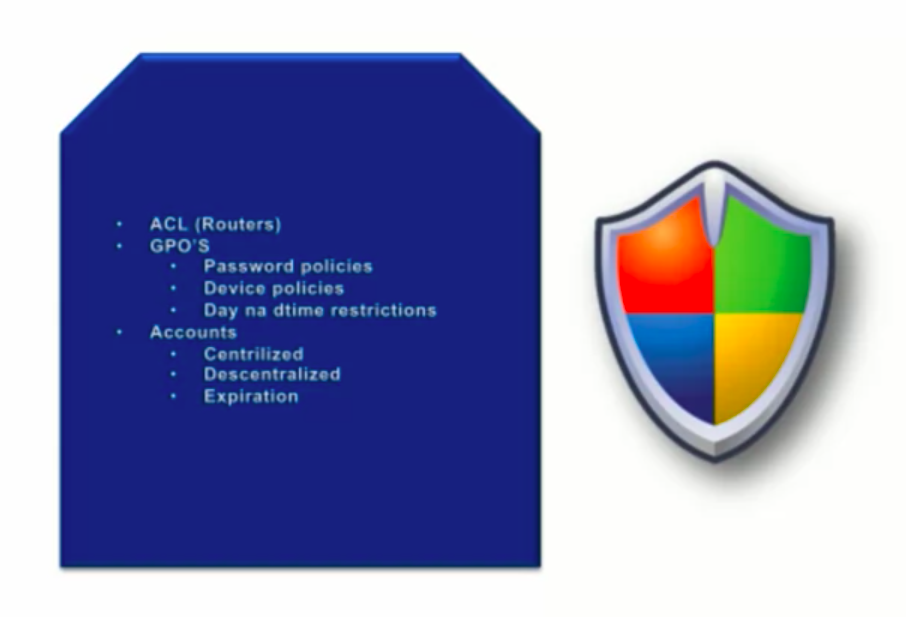 • ACL (Routers)
• GPO'S
• Password policies
• Device policies
• Day na dtime restrictions
• Accounts
• Centrilized
• Descentralized
• Expiration